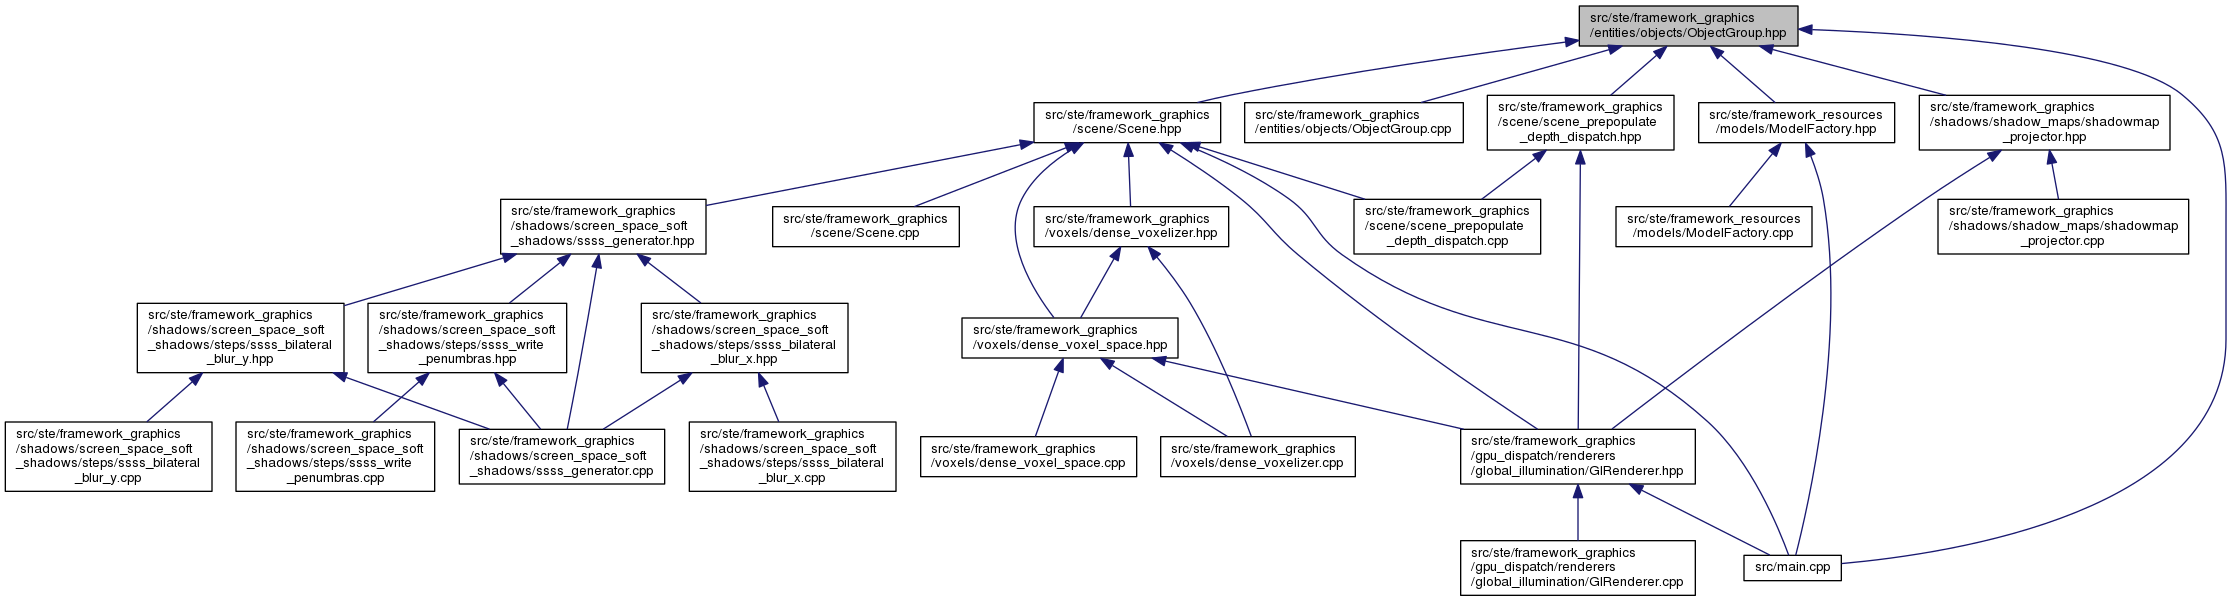 src/ste/framework_graphics
/entities/objects/ObjectGroup.hpp
src/ste/framework_graphics
/scene/Scene.hpp
src/ste/framework_graphics
/entities/objects/ObjectGroup.cpp
src/ste/framework_graphics
/scene/scene_prepopulate
_depth_dispatch.hpp
src/ste/framework_resources
/models/ModelFactory.hpp
src/ste/framework_graphics
/shadows/shadow_maps/shadowmap
_projector.hpp
src/ste/framework_graphics
/shadows/screen_space_soft
_shadows/ssss_generator.hpp
src/ste/framework_graphics
/scene/Scene.cpp
src/ste/framework_graphics
/voxels/dense_voxelizer.hpp
src/ste/framework_graphics
/scene/scene_prepopulate
_depth_dispatch.cpp
src/ste/framework_resources
/models/ModelFactory.cpp
src/ste/framework_graphics
/shadows/shadow_maps/shadowmap
_projector.cpp
src/ste/framework_graphics
/shadows/screen_space_soft
_shadows/steps/ssss_bilateral
_blur_y.hpp
src/ste/framework_graphics
/shadows/screen_space_soft
_shadows/steps/ssss_write
_penumbras.hpp
src/ste/framework_graphics
/shadows/screen_space_soft
_shadows/steps/ssss_bilateral
_blur_x.hpp
src/ste/framework_graphics
/voxels/dense_voxel_space.hpp
src/ste/framework_graphics
/shadows/screen_space_soft
_shadows/steps/ssss_bilateral
_blur_y.cpp
src/ste/framework_graphics
/shadows/screen_space_soft
_shadows/steps/ssss_write
_penumbras.cpp
src/ste/framework_graphics
/shadows/screen_space_soft
_shadows/ssss_generator.cpp
src/ste/framework_graphics
/shadows/screen_space_soft
_shadows/steps/ssss_bilateral
_blur_x.cpp
src/ste/framework_graphics
/voxels/dense_voxel_space.cpp
src/ste/framework_graphics
/voxels/dense_voxelizer.cpp
src/ste/framework_graphics
/gpu_dispatch/renderers
/global_illumination/GIRenderer.hpp
src/ste/framework_graphics
/gpu_dispatch/renderers
/global_illumination/GIRenderer.cpp
src/main.cpp